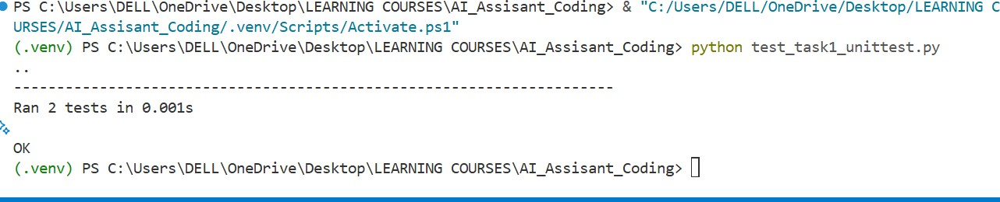 PS C:\Users\DELL\OneDrive\Desktop\LEARNING COURSES\AI_Assisant_Coding> & "C:/Users/DELL/OneDrive/Desktop/LEARNING C
URSES/AI_Assisant_Coding/.venv/Scripts/Activate.ps1"
(.venv) PS C:\Users\DELL\OneDrive\Desktop\LEARNING COURSES\AI_Assisant_Coding> python test_task1_unittest.py
..
----------------------------------------------------------------------
Ran 2 tests in 0.001s
OK
(.venv) PS C:\Users\DELL\OneDrive\Desktop\LEARNING COURSES\AI_Assisant_Coding>